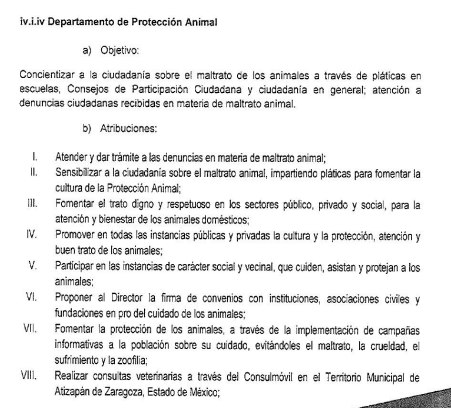 iv.i.iv Departamento de Protección Animal
a) Objetivo:
Concientizar a la ciudadanía sobre el maltrato de los animales a través de pláticas en
escuelas, Consejos de Participación Ciudadana y ciudadanía en general; atención a
denuncias ciudadanas recibidas en materia de maltrato animal.
b) Atribuciones:
I. Atender y dar trámite a las denuncias en materia de maltrato animal;
II. Sensibilizar a la ciudadanía sobre el maltrato animal, impartiendo pláticas para fomentar la
cultura de la Protección Animal;
III. Fomentar el trato digno y respetuoso en los sectores público, privado y social, para la
atención y bienestar de los animales domésticos;
IV. Promover en todas las instancias públicas y privadas la cultura y la protección, atención y
buen trato de los animales;
V. Participar en las instancias de carácter social y vecinal, que cuiden, asistan y protejan a los
animales;
VI. Proponer al Director la firma de convenios con instituciones, asociaciones civiles y
fundaciones en pro del cuidado de los animales;
VII. Fomentar la protección de los animales, a través de la implementación de campañas
informativas a la población sobre su cuidado, evitándoles el maltrato, la crueldad, el
sufrimiento y la zoofilia;
VIII. Realizar consultas veterinarias a través del Consulmóvil en el Territorio Municipal de
Atizapán de Zaragoza, Estado de México;